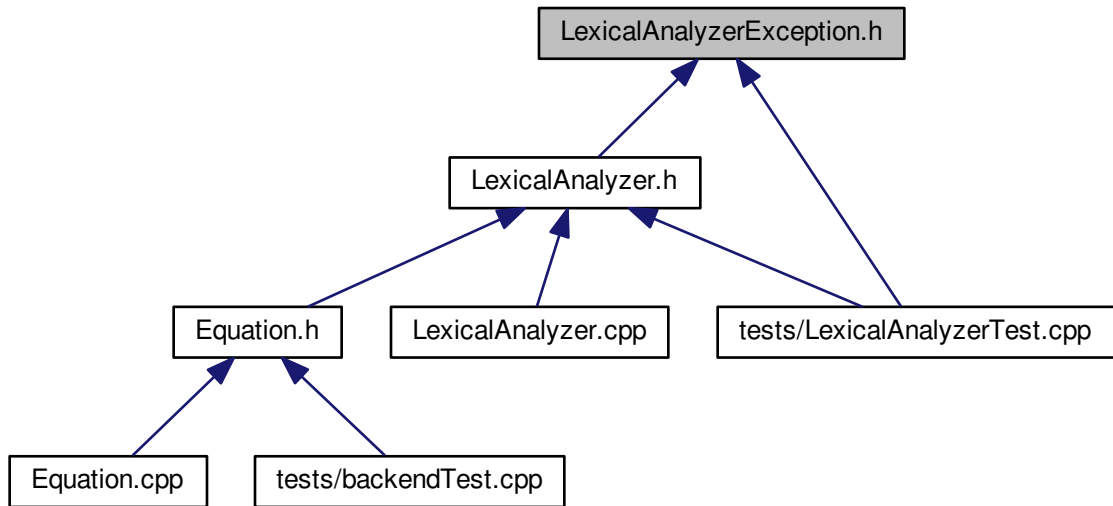 LexicalAnalyzerException.h
LexicalAnalyzer.h
Equation.h
LexicalAnalyzer.cpp
tests/LexicalAnalyzerTest.cpp
Equation.cpp
tests/backendTest.cpp